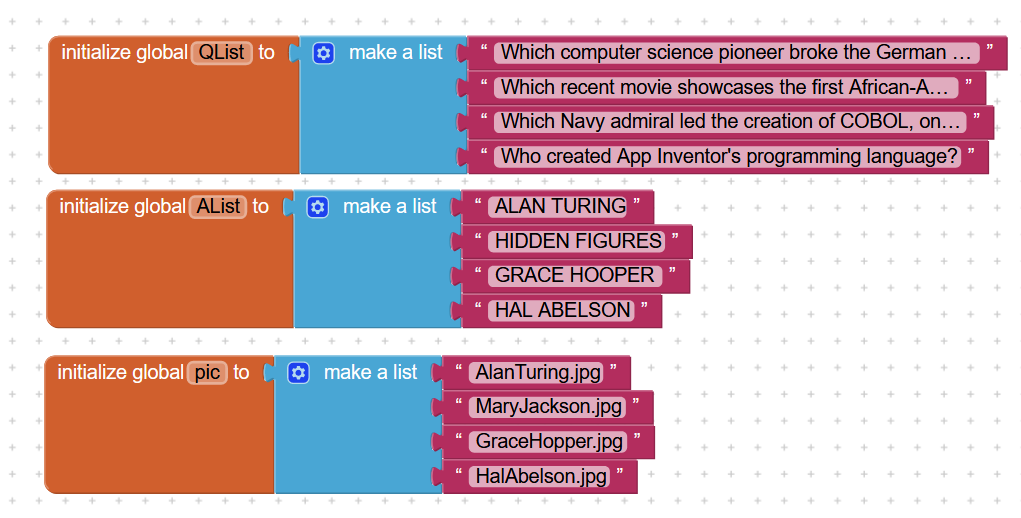 initialize global QList to make a list " Which computer science pioneer broke the German ... "
" Which recent movie showcases the first African-A... "
" Which Navy admiral led the creation of COBOL, on... "
" Who created App Inventor's programming language? "
initialize global AList to make a list " ALAN TURING "
" HIDDEN FIGURES "
" GRACE HOOPER "
" HAL ABELSON "
initialize global pic to make a list " AlanTuring.jpg "
" MaryJackson.jpg "
" GraceHopper.jpg "
" HalAbelson.jpg "